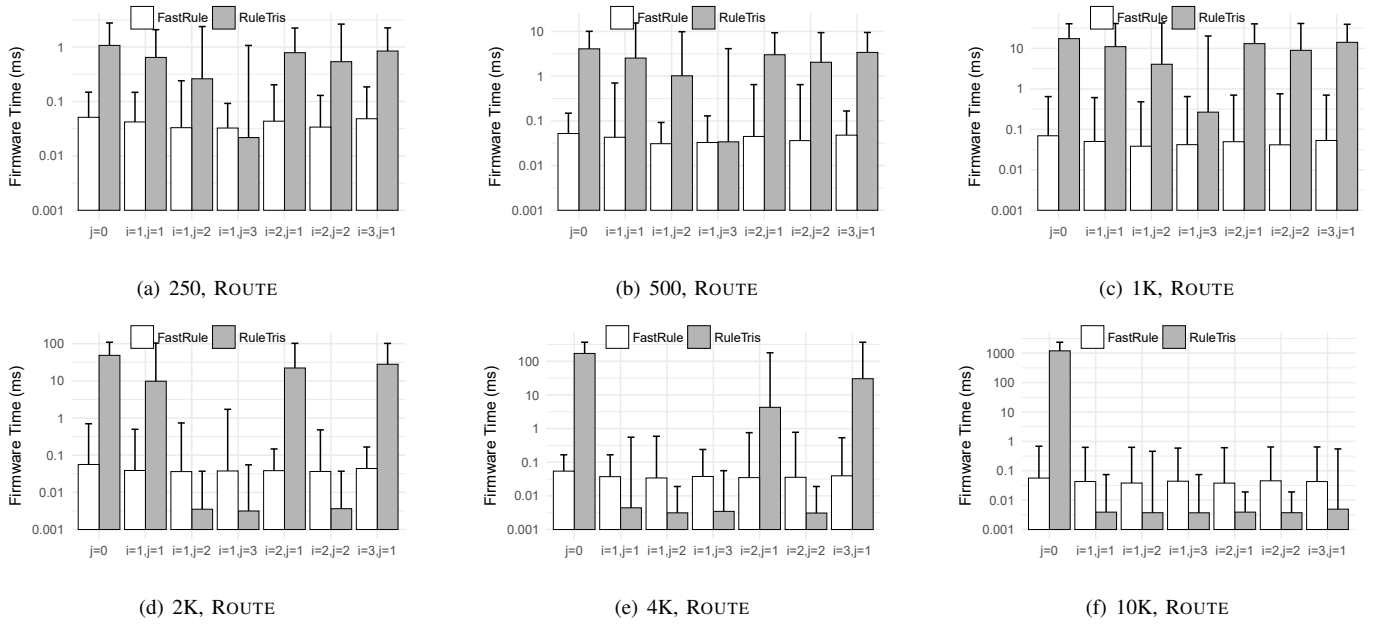 FastRule RuleTris
Firmware Time (ms)
1
0.1
0.01
0.001
j=0 i=1,j=1 i=1,j=2 i=1,j=3 i=2,j=1 i=2,j=2 i=3,j=1
(a) 250, ROUTE
FastRule RuleTris
Firmware Time (ms)
10
1
0.1
0.01
0.001
j=0 i=1,j=1 i=1,j=2 i=1,j=3 i=2,j=1 i=2,j=2 i=3,j=1
(b) 500, ROUTE
FastRule RuleTris
Firmware Time (ms)
10
1
0.1
0.01
0.001
j=0 i=1,j=1 i=1,j=2 i=1,j=3 i=2,j=1 i=2,j=2 i=3,j=1
(c) 1K, ROUTE
FastRule RuleTris
Firmware Time (ms)
100
10
1
0.1
0.01
0.001
j=0 i=1,j=1 i=1,j=2 i=1,j=3 i=2,j=1 i=2,j=2 i=3,j=1
(d) 2K, ROUTE
FastRule RuleTris
Firmware Time (ms)
100
10
1
0.1
0.01
0.001
j=0 i=1,j=1 i=1,j=2 i=1,j=3 i=2,j=1 i=2,j=2 i=3,j=1
(e) 4K, ROUTE
FastRule RuleTris
Firmware Time (ms)
1000
100
10
1
0.1
0.01
0.001
j=0 i=1,j=1 i=1,j=2 i=1,j=3 i=2,j=1 i=2,j=2 i=3,j=1
(f) 10K, ROUTE